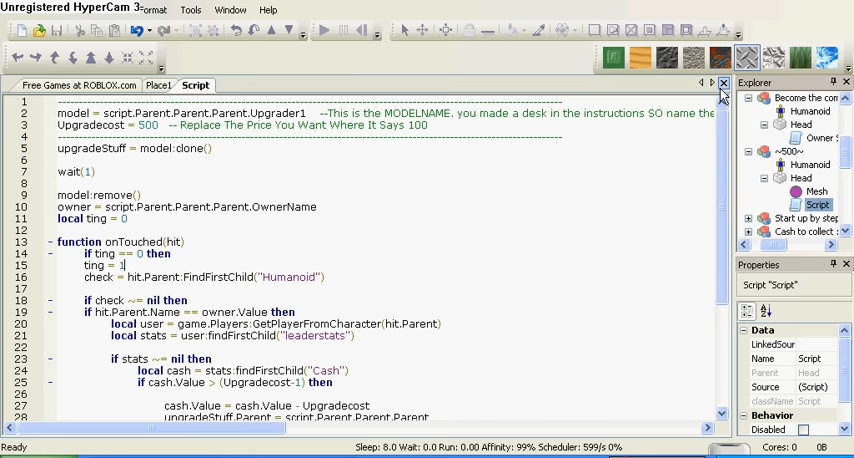 Unregistered HyperCam 3
Format Tools Window Help
Free Games at ROBLOX.com Place1 Script
1 --------------------------------------------------------------------------------
2 model = script.Parent.Parent.Parent.Upgrader1 --This is the MODELNAME, you made a desk in the instructions SO name the
3 Upgradecost = 500 -- Replace The Price You Want Where It Says 100
4 --------------------------------------------------------------------------------
5 upgradeStuff = model:clone()
6
7 wait(1)
8
9 model:remove()
10 owner = script.Parent.Parent.Parent.OwnerName
11 local ting = 0
12
13 function onTouched(hit)
14 if ting == 0 then
15 ting = 1
16 check = hit.Parent:FindFirstChild("Humanoid")
17
18 if check ~= nil then
19 if hit.Parent.Name == owner.Value then
20 local user = game.Players:GetPlayerFromCharacter(hit.Parent)
21 local stats = user:findFirstChild("leaderstats")
22
23 if stats ~= nil then
24 local cash = stats:findFirstChild("Cash")
25 if cash.Value > (Upgradecost-1) then
26
27 cash.Value = cash.Value - Upgradecost
28 upgradeStuff.Parent = script.Parent.Parent.Parent
Explorer
Become the con
Humanoid
Head
Owner S
~500~
Humanoid
Head
Mesh
Script
Start up by step
Cash to collect :
Properties
Script "Script"
Data
LinkedSour
Name Script
Parent Head
Source (Script)
className Script
Behavior
Disabled
Ready Sleep: 8.0 Wait: 0.0 Run: 0.00 Affinity: 99% Scheduler: 599/s 0% Cores: 0 0B